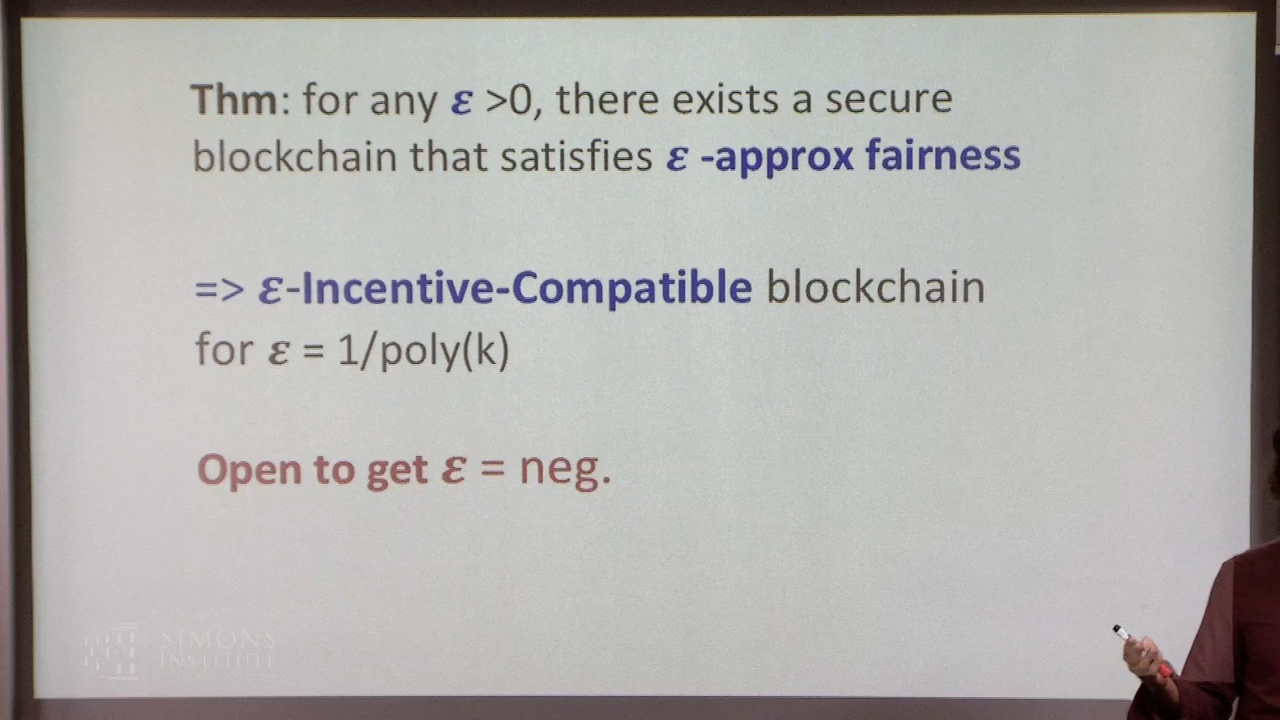 Thm: for any ε >0, there exists a secure
blockchain that satisfies ε -approx fairness
=> ε-Incentive-Compatible blockchain
for ε = 1/poly(k)
Open to get ε = neg.
SIMONS
INSTITUTE